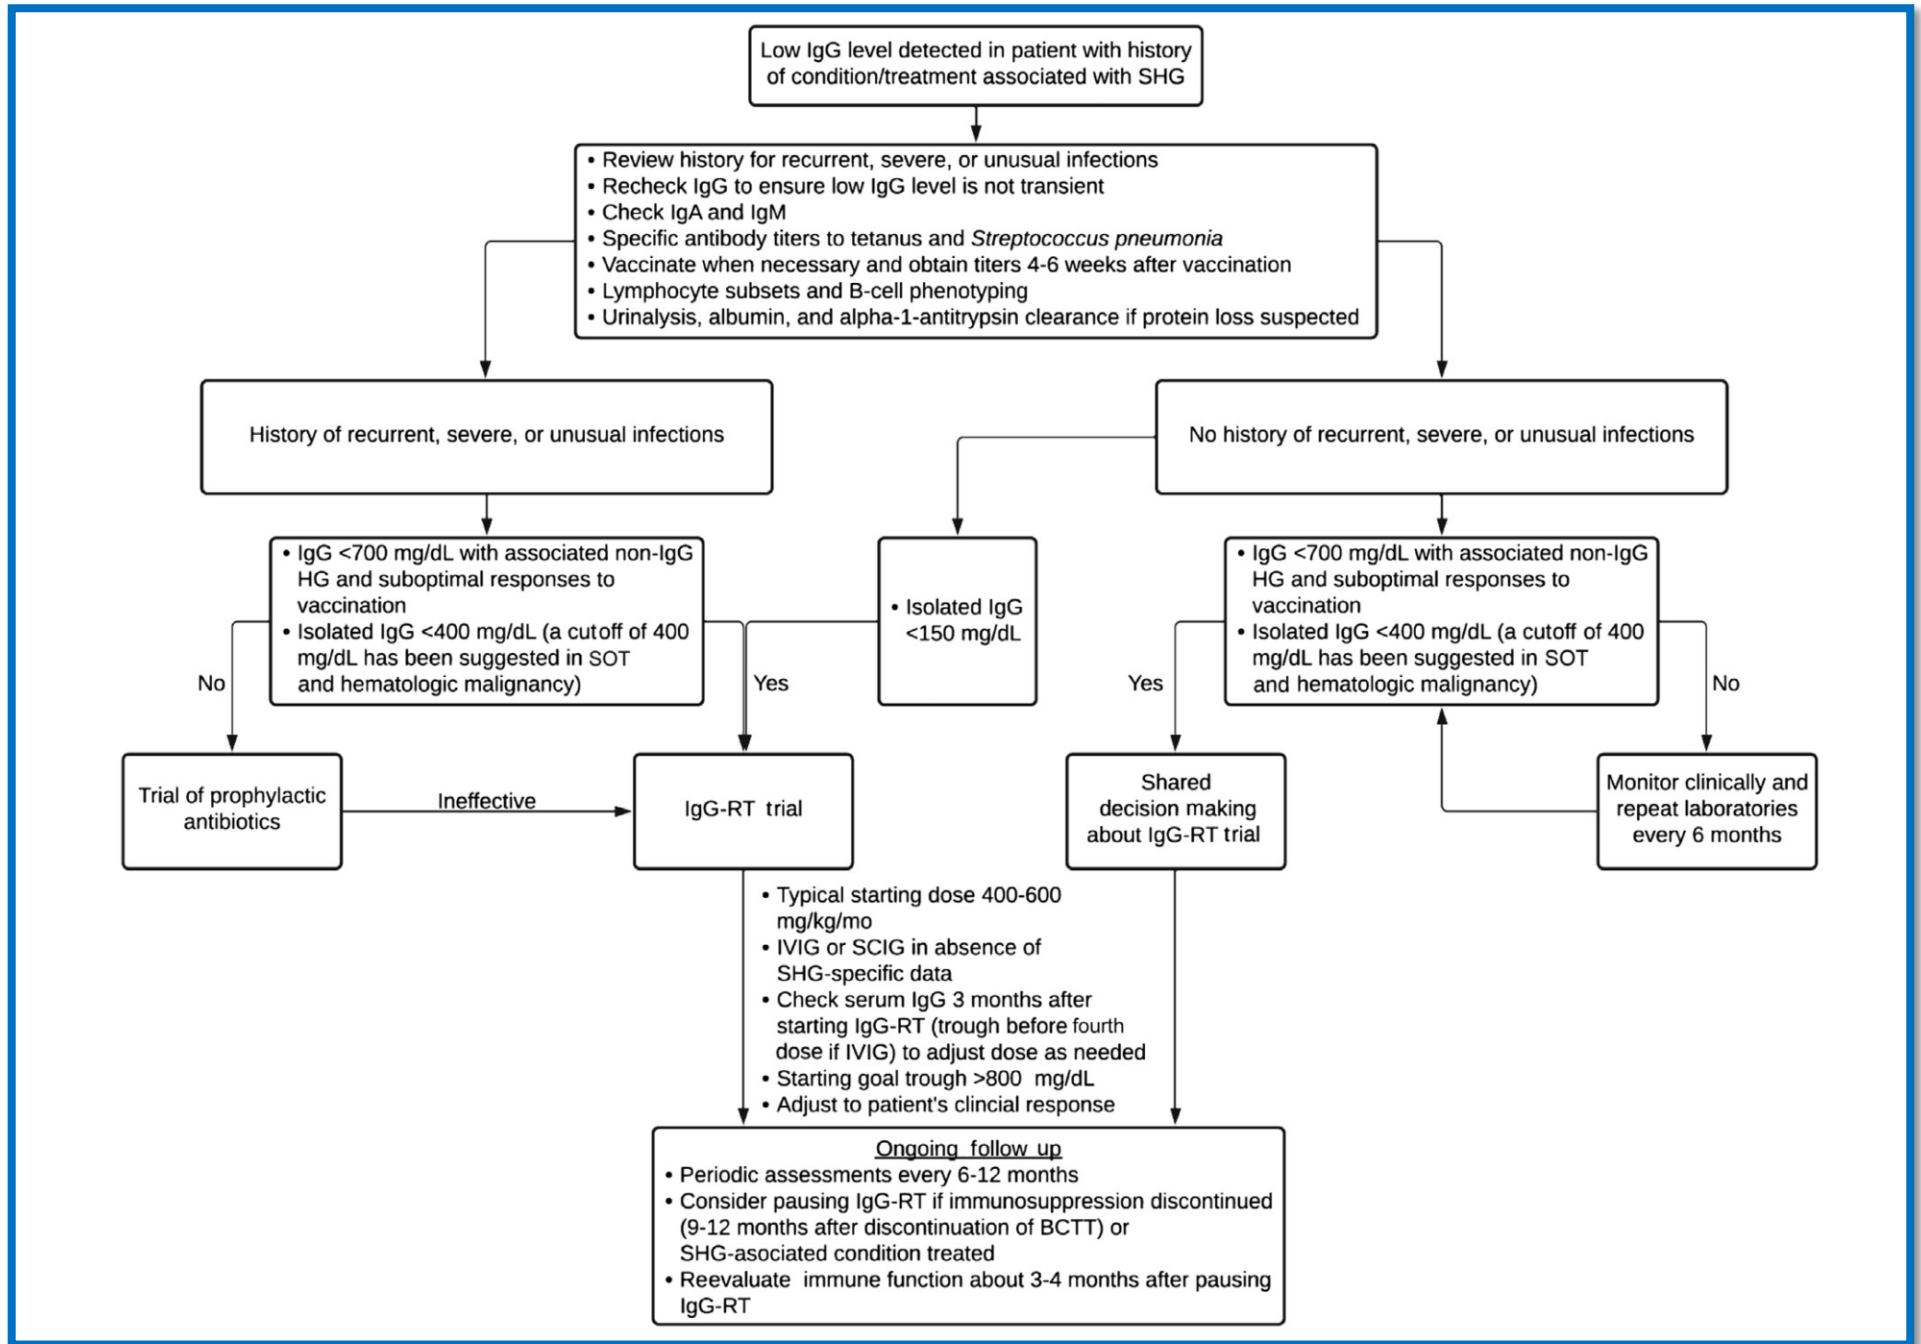 Low IgG level detected in patient with history
of condition/treatment associated with SHG
• Review history for recurrent, severe, or unusual infections
• Recheck IgG to ensure low IgG level is not transient
• Check IgA and IgM
• Specific antibody titers to tetanus and Streptococcus pneumonia
• Vaccinate when necessary and obtain titers 4-6 weeks after vaccination
• Lymphocyte subsets and B-cell phenotyping
• Urinalysis, albumin, and alpha-1-antitrypsin clearance if protein loss suspected
History of recurrent, severe, or unusual infections
No history of recurrent, severe, or unusual infections
• IgG <700 mg/dL with associated non-IgG
HG and suboptimal responses to
vaccination
• Isolated IgG <400 mg/dL (a cutoff of 400
mg/dL has been suggested in SOT
and hematologic malignancy)
• Isolated IgG
<150 mg/dL
• IgG <700 mg/dL with associated non-IgG
HG and suboptimal responses to
vaccination
• Isolated IgG <400 mg/dL (a cutoff of 400
mg/dL has been suggested in SOT
and hematologic malignancy)
No
Yes
Yes
No
Trial of prophylactic
antibiotics
Ineffective
IgG-RT trial
Shared
decision making
about IgG-RT trial
Monitor clinically and
repeat laboratories
every 6 months
• Typical starting dose 400-600
mg/kg/mo
• IVIG or SCIG in absence of
SHG-specific data
• Check serum IgG 3 months after
starting IgG-RT (trough before fourth
dose if IVIG) to adjust dose as needed
• Starting goal trough >800 mg/dL
• Adjust to patient's clincial response
Ongoing follow up
• Periodic assessments every 6-12 months
• Consider pausing IgG-RT if immunosuppression discontinued
(9-12 months after discontinuation of BCTT) or
SHG-asociated condition treated
• Reevaluate immune function about 3-4 months after pausing
IgG-RT